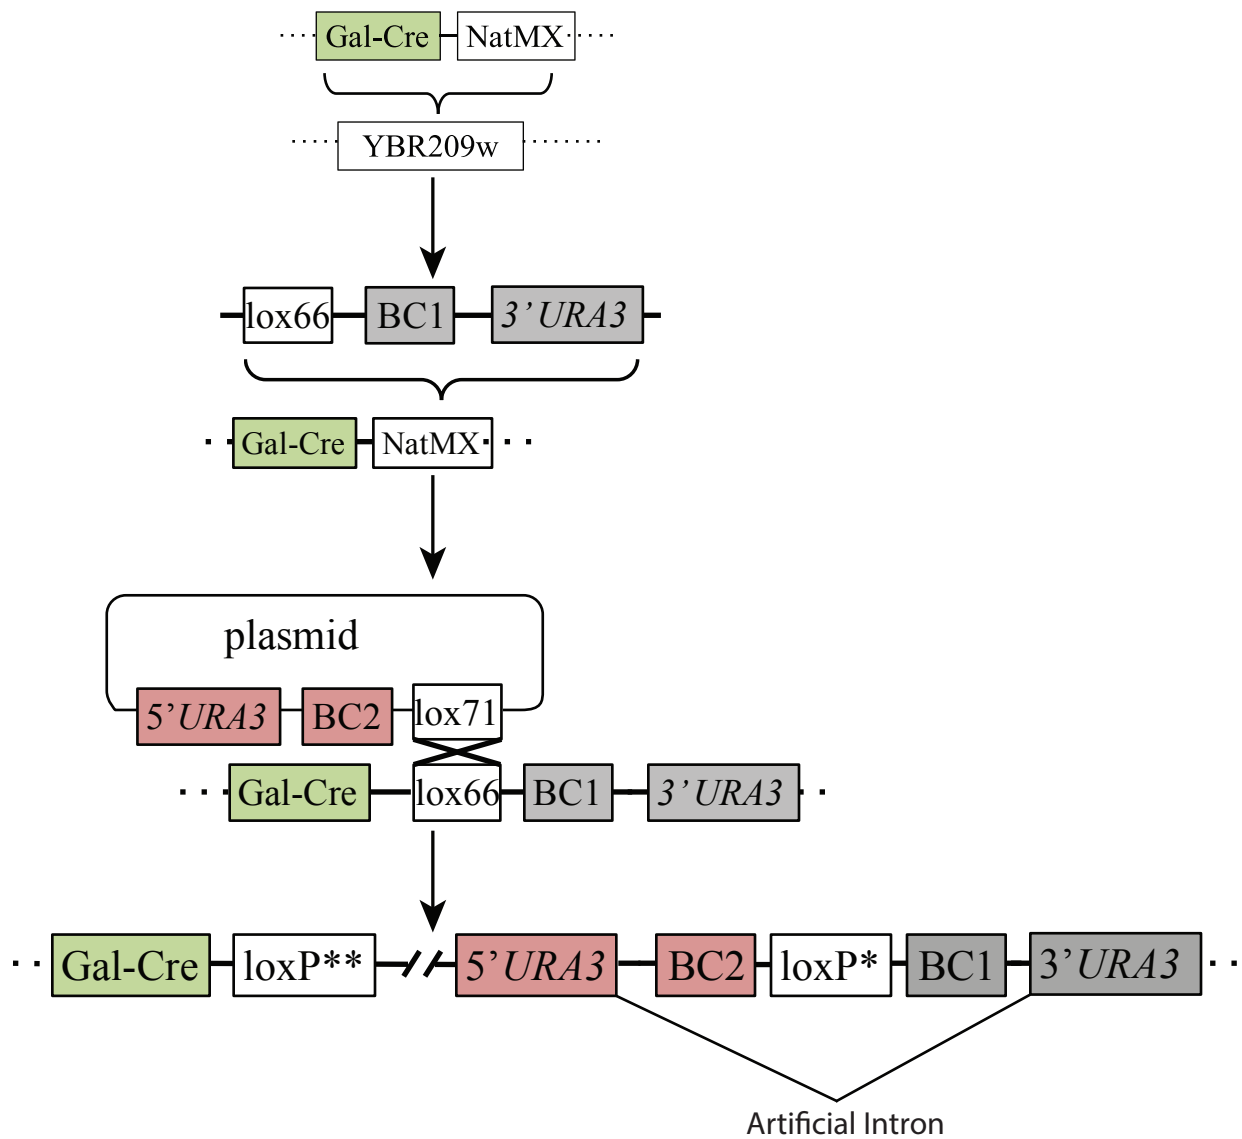 Gal-Cre NatMX
YBR209w
lox66 BC1 3’URA3
Gal-Cre NatMX
plasmid
5’URA3 BC2 lox71
Gal-Cre lox66 BC1 3’URA3
Gal-Cre loxP** 5’URA3 BC2 loxP* BC1 3’URA3
Artificial Intron